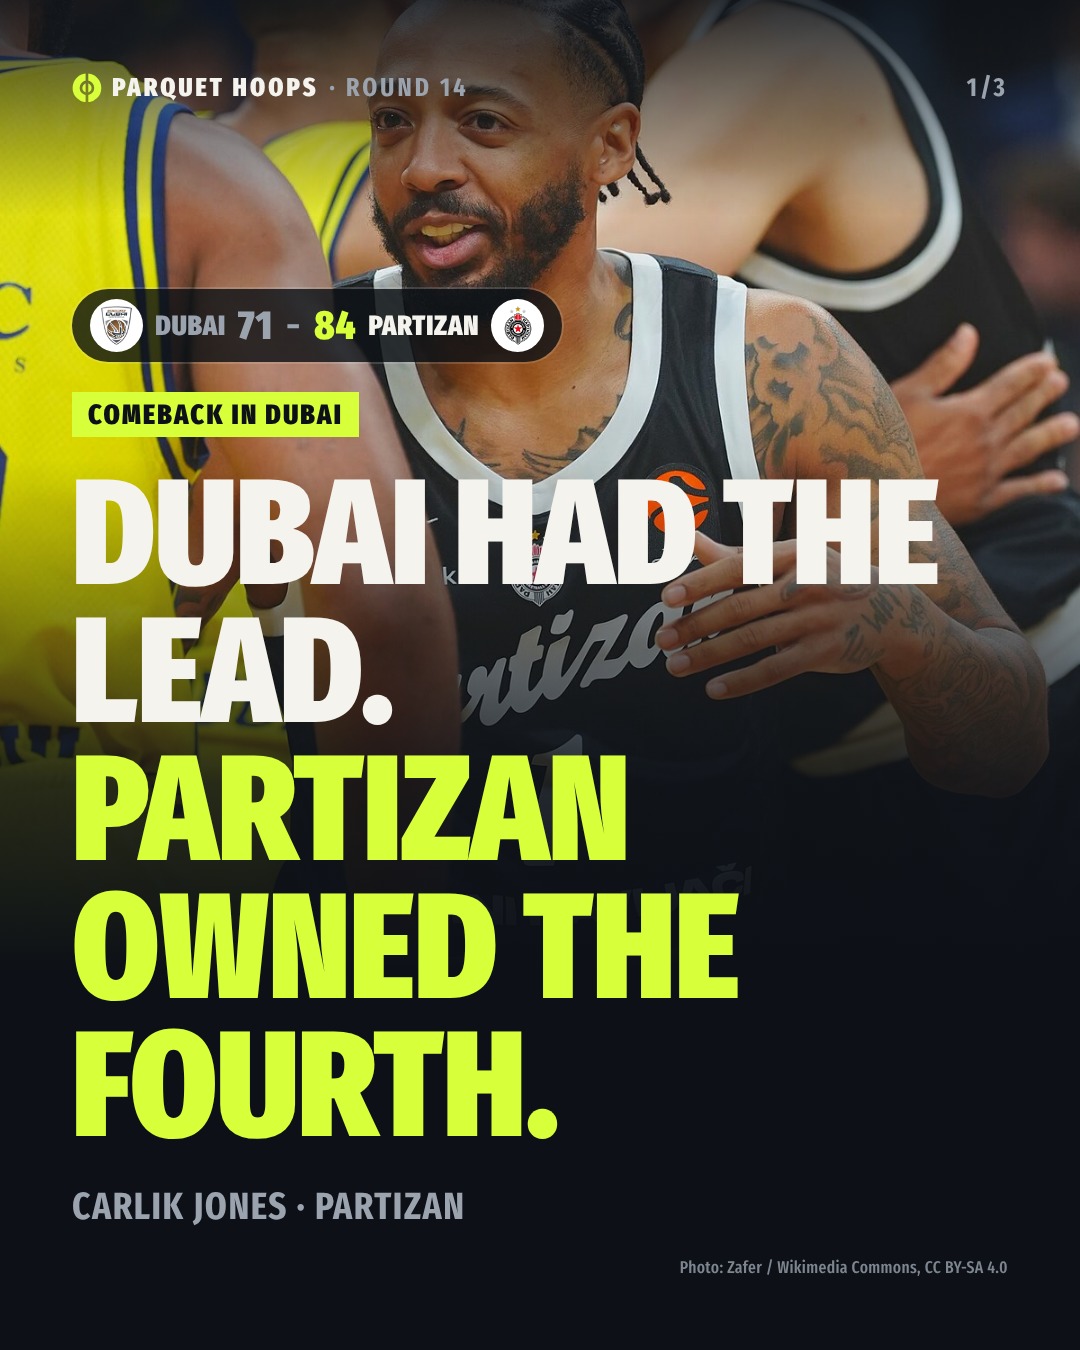 PARQUET HOOPS · ROUND 14
1/3
DUBAI 71 - 84 PARTIZAN
COMEBACK IN DUBAI
DUBAI HAD THE
LEAD.
PARTIZAN
OWNED THE
FOURTH.
CARLIK JONES · PARTIZAN
Photo: Zafer / Wikimedia Commons, CC BY-SA 4.0